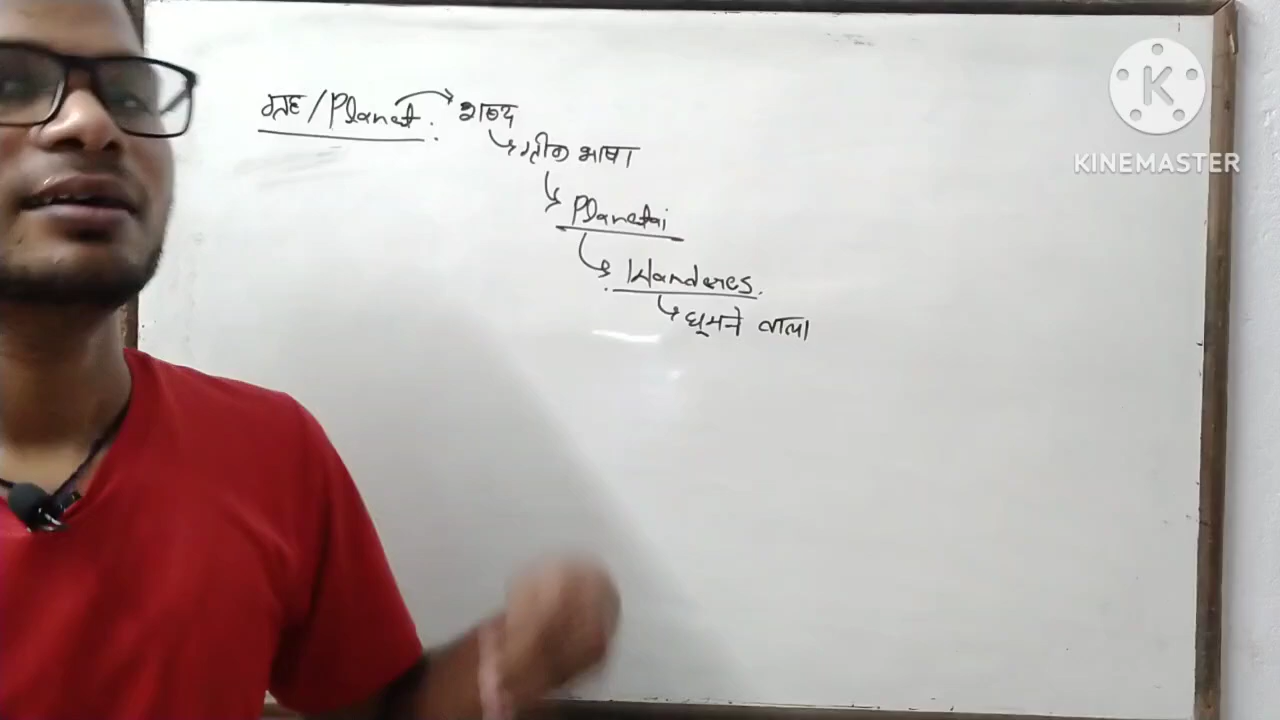 ग्रह/Planet. शब्द
ग्रीक भाषा
Planetai
Wanderes.
घूमने वाला
K
KINEMASTER